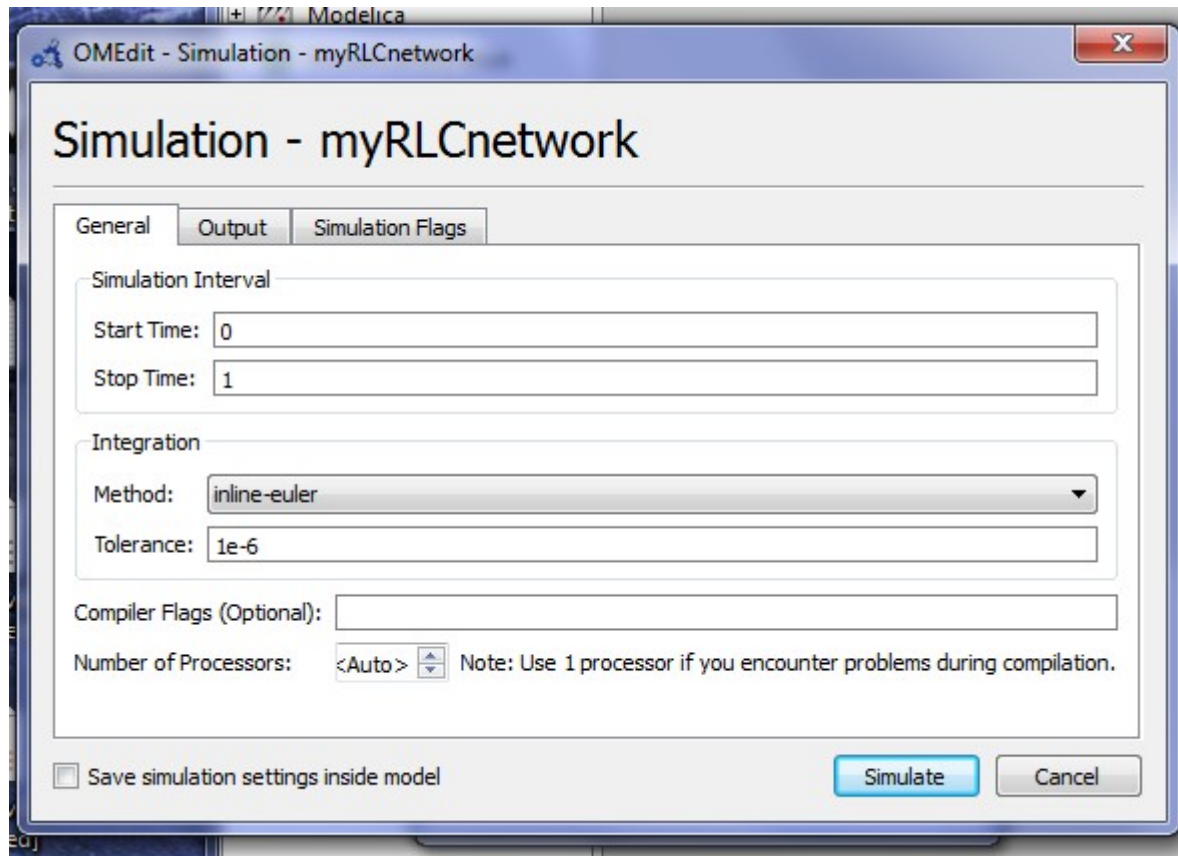 Modelica
OMEdit - Simulation - myRLCnetwork
Simulation - myRLCnetwork
General Output Simulation Flags
Simulation Interval
Start Time: 0
Stop Time: 1
Integration
Method: inline-euler
Tolerance: 1e-6
Compiler Flags (Optional):
Number of Processors: <Auto> Note: Use 1 processor if you encounter problems during compilation.
Save simulation settings inside model Simulate Cancel
ed]